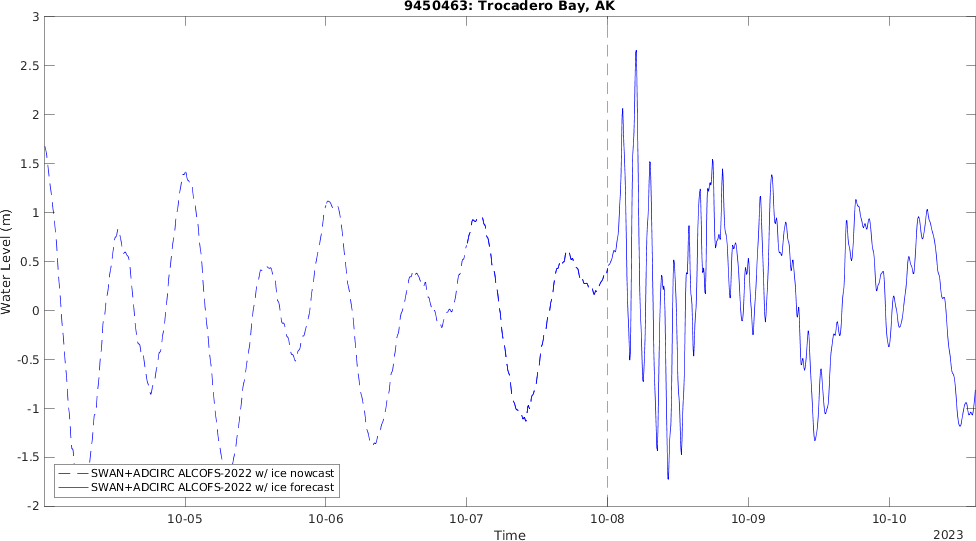 9450463: Trocadero Bay, AK
3
2.5
2
1.5
1
0.5
0
-0.5
-1
-1.5
-2
Water Level (m)
SWAN+ADCIRC ALCOFS-2022 w/ ice nowcast
SWAN+ADCIRC ALCOFS-2022 w/ ice forecast
10-05 10-06 10-07 10-08 10-09 10-10
Time
2023